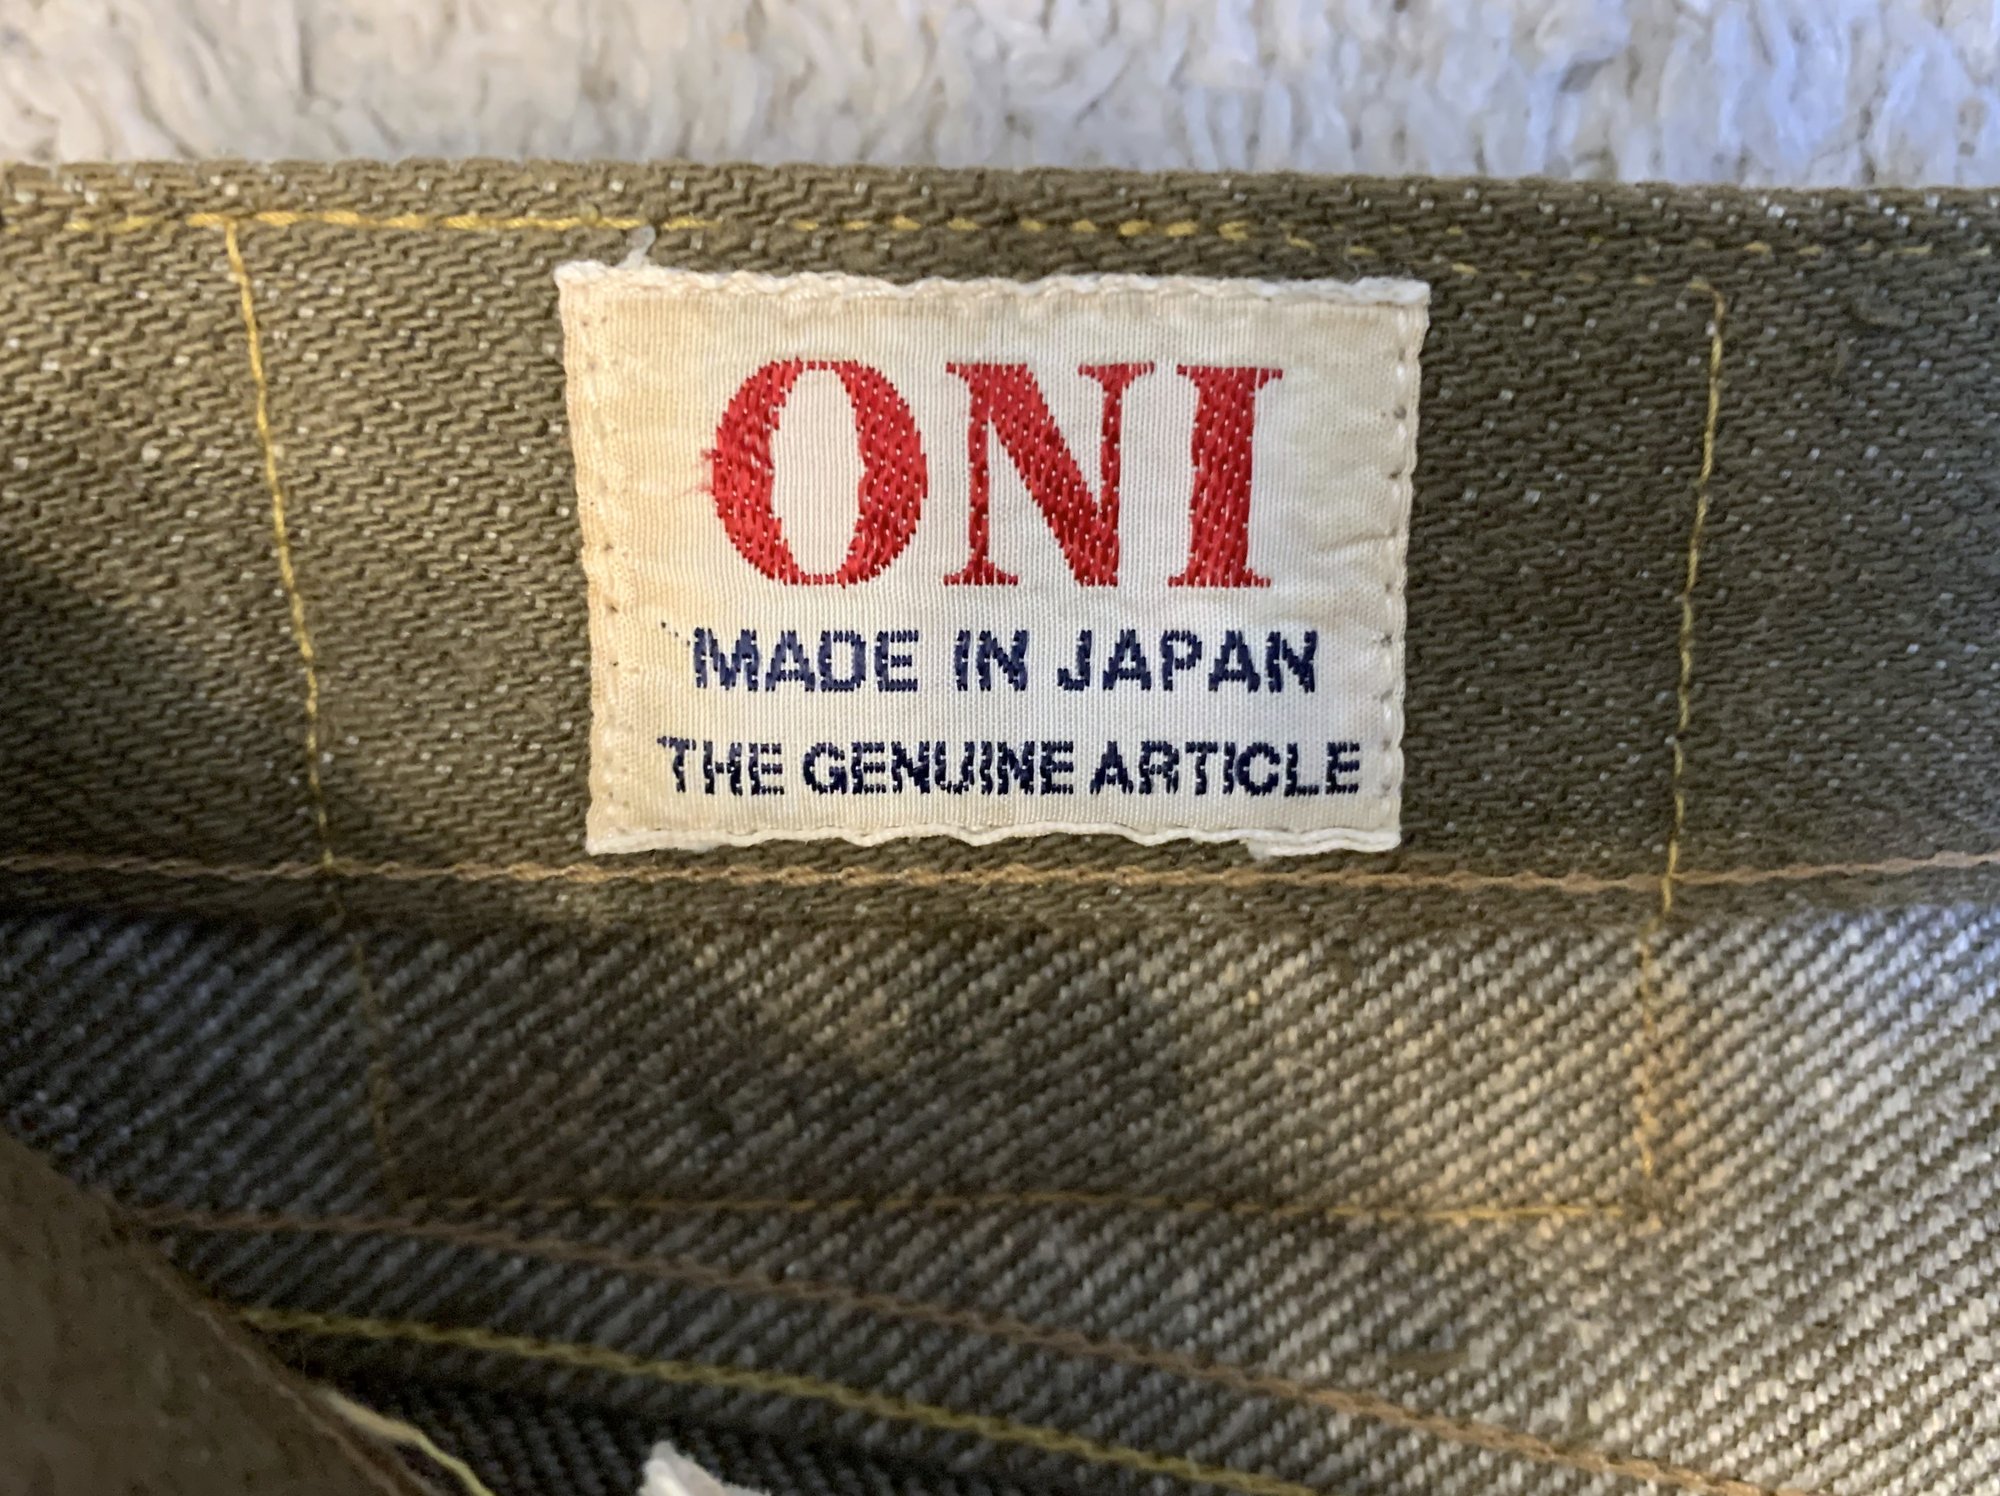 ONI
MADE IN JAPAN
THE GENUINE ARTICLE